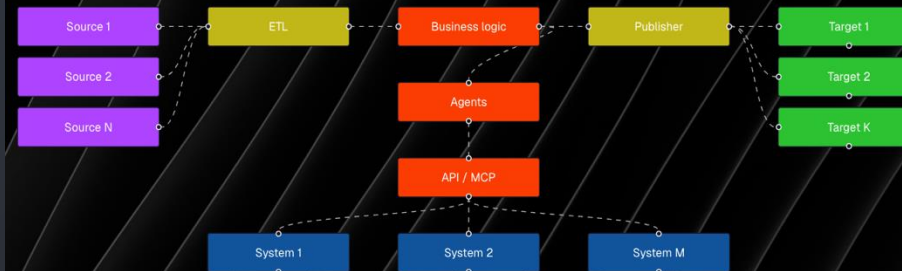 Source 1
ETL
Business logic
Publisher
Target 1
Source 2
Target 2
Agents
Source N
Target K
API / MCP
System 1
System 2
System M